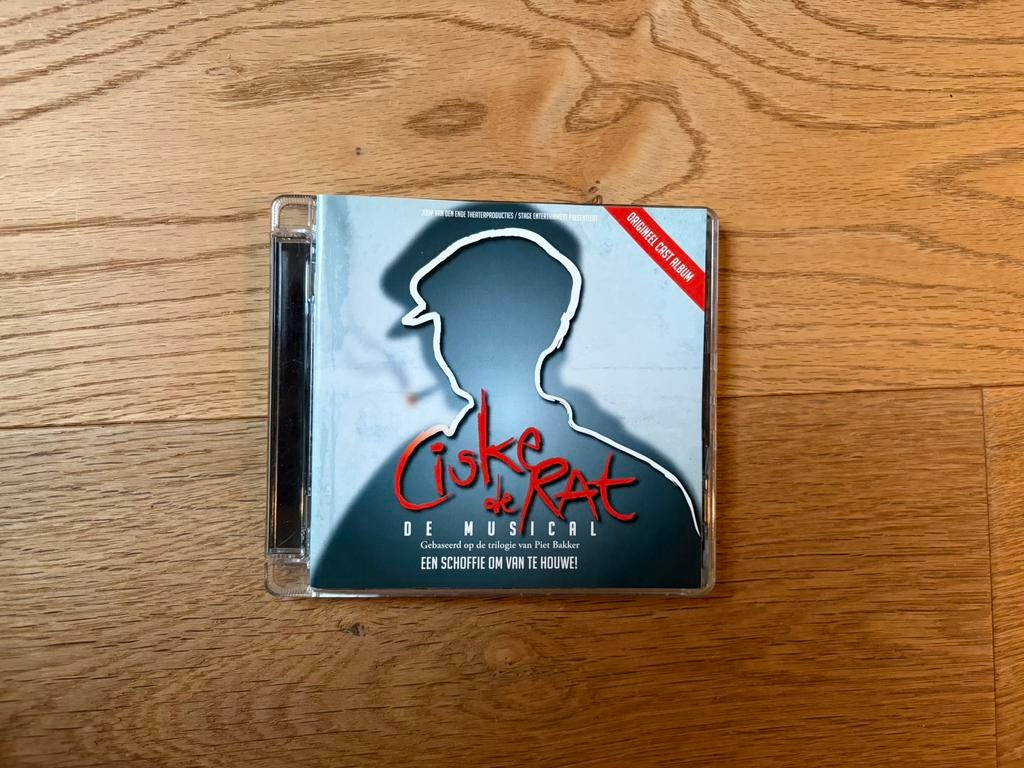 JOOP VAN DEN ENDE THEATERPRODUCTIES / STAGE ENTERTAINMENT PRESENTEERT
ORIGINEEL CAST ALBUM
Ciske
de RAT
DE MUSICAL
Gebaseerd op de trilogie van Piet Bakker
EEN SCHOFFIE OM VAN TE HOUWE!